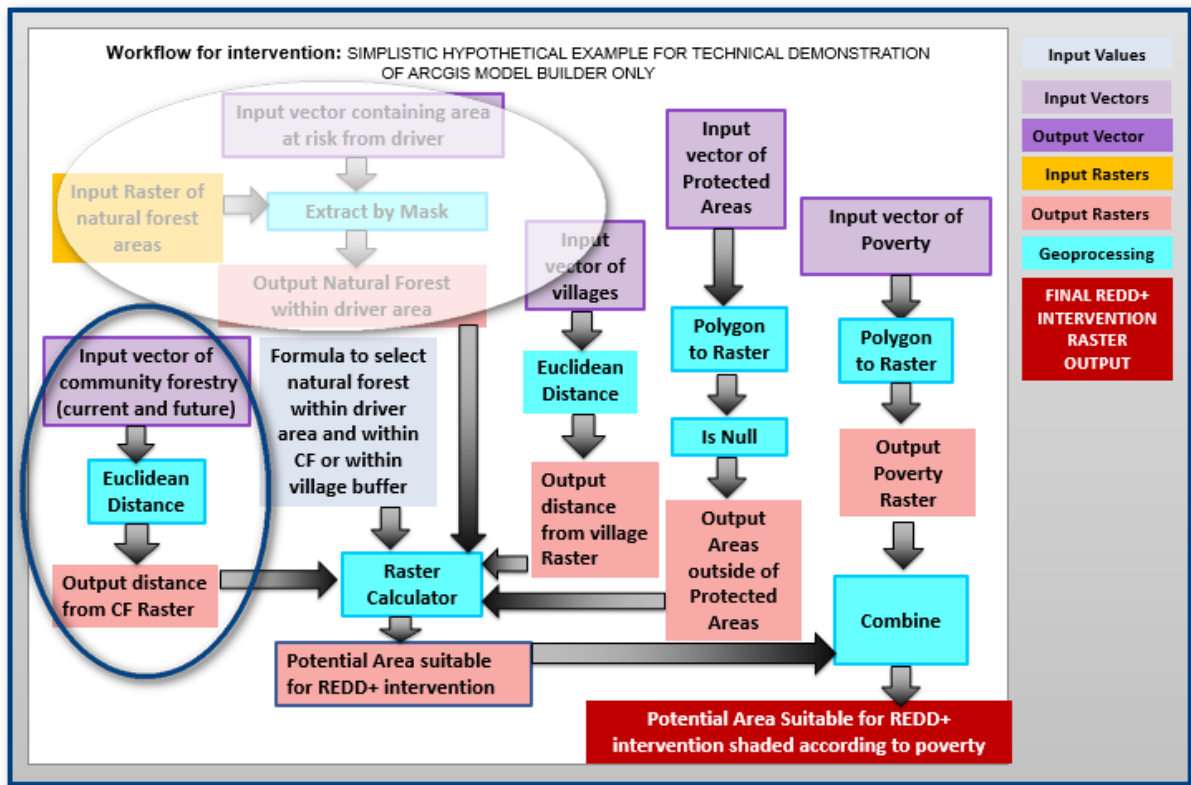 Workflow for intervention: SIMPLISTIC HYPOTHETICAL EXAMPLE FOR TECHNICAL DEMONSTRATION
OF ARCGIS MODEL BUILDER ONLY
Input vector containing area
at risk from driver
Input Raster of
natural forest
areas
Extract by Mask
Output Natural Forest
within driver area
Input vector of
community forestry
(current and future)
Euclidean
Distance
Output distance
from CF Raster
Formula to select
natural forest
within driver
area and within
CF or within
village buffer
Raster
Calculator
Potential Area suitable
for REDD+ intervention
Input
vector of
villages
Euclidean
Distance
Output
distance
from village
Raster
Input
vector of
Protected
Areas
Polygon
to Raster
Is Null
Output
Areas
outside of
Protected
Areas
Input vector of
Poverty
Polygon
to Raster
Output
Poverty
Raster
Combine
Potential Area Suitable for REDD+
intervention shaded according to poverty
Input Values
Input Vectors
Output Vector
Input Rasters
Output Rasters
Geoprocessing
FINAL REDD+
INTERVENTION
RASTER
OUTPUT